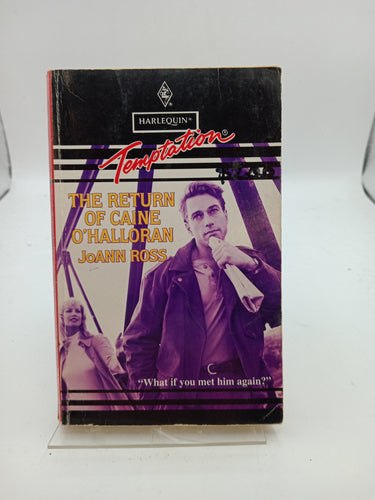 HARLEQUIN®
Temptation®
THE RETURN
OF CAINE
O'HALLORAN
JOANN ROSS
"What if you met him again?"